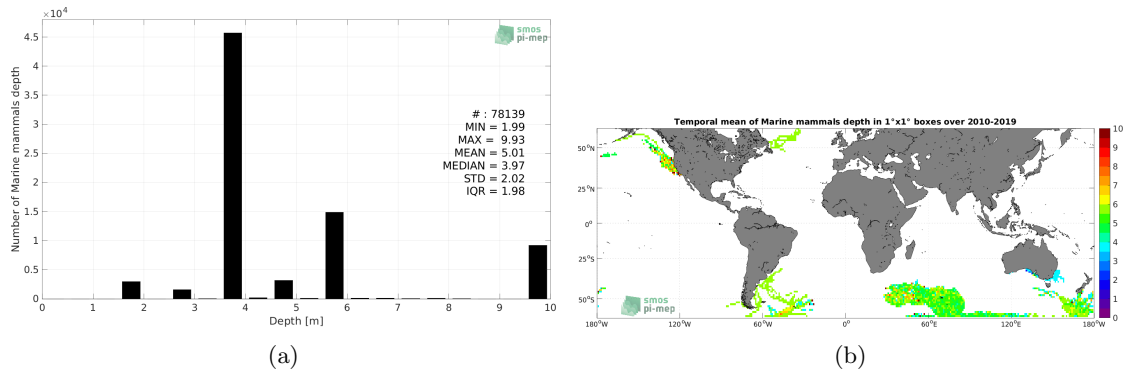 ×10⁴
4.5
4
3.5
3
2.5
2
1.5
1
0.5
0
Number of Marine mammals depth
smos
pi-mep
# : 78139
MIN = 1.99
MAX = 9.93
MEAN = 5.01
MEDIAN = 3.97
STD = 2.02
IQR = 1.98
0 1 2 3 4 5 6 7 8 9 10
Depth [m]
(a)
Temporal mean of Marine mammals depth in 1°x1° boxes over 2010-2019
50°N
25°N
0°
25°S
50°S
smos
pi-mep
180°W 120°W 60°W 0° 60°E 120°E 180°W
10
9
8
7
6
5
4
3
2
1
0
(b)